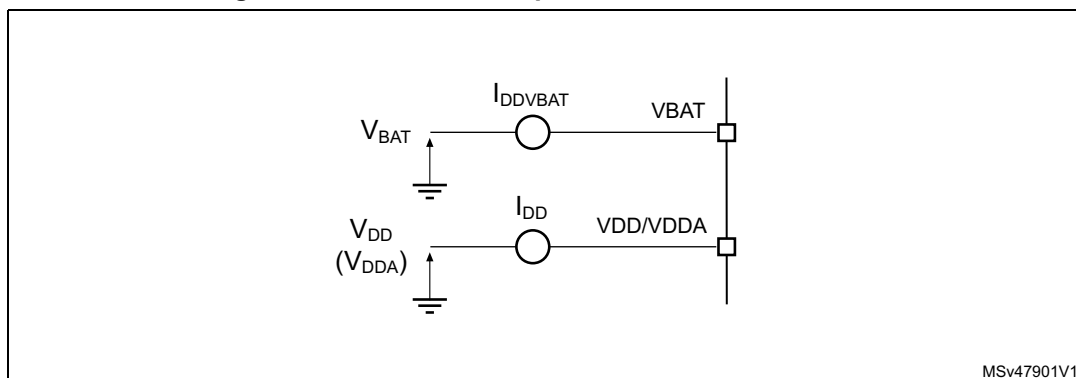 I_DDVBAT
VBAT
V_BAT
I_DD
VDD/VDDA
V_DD
(V_DDA)
MSv47901V1